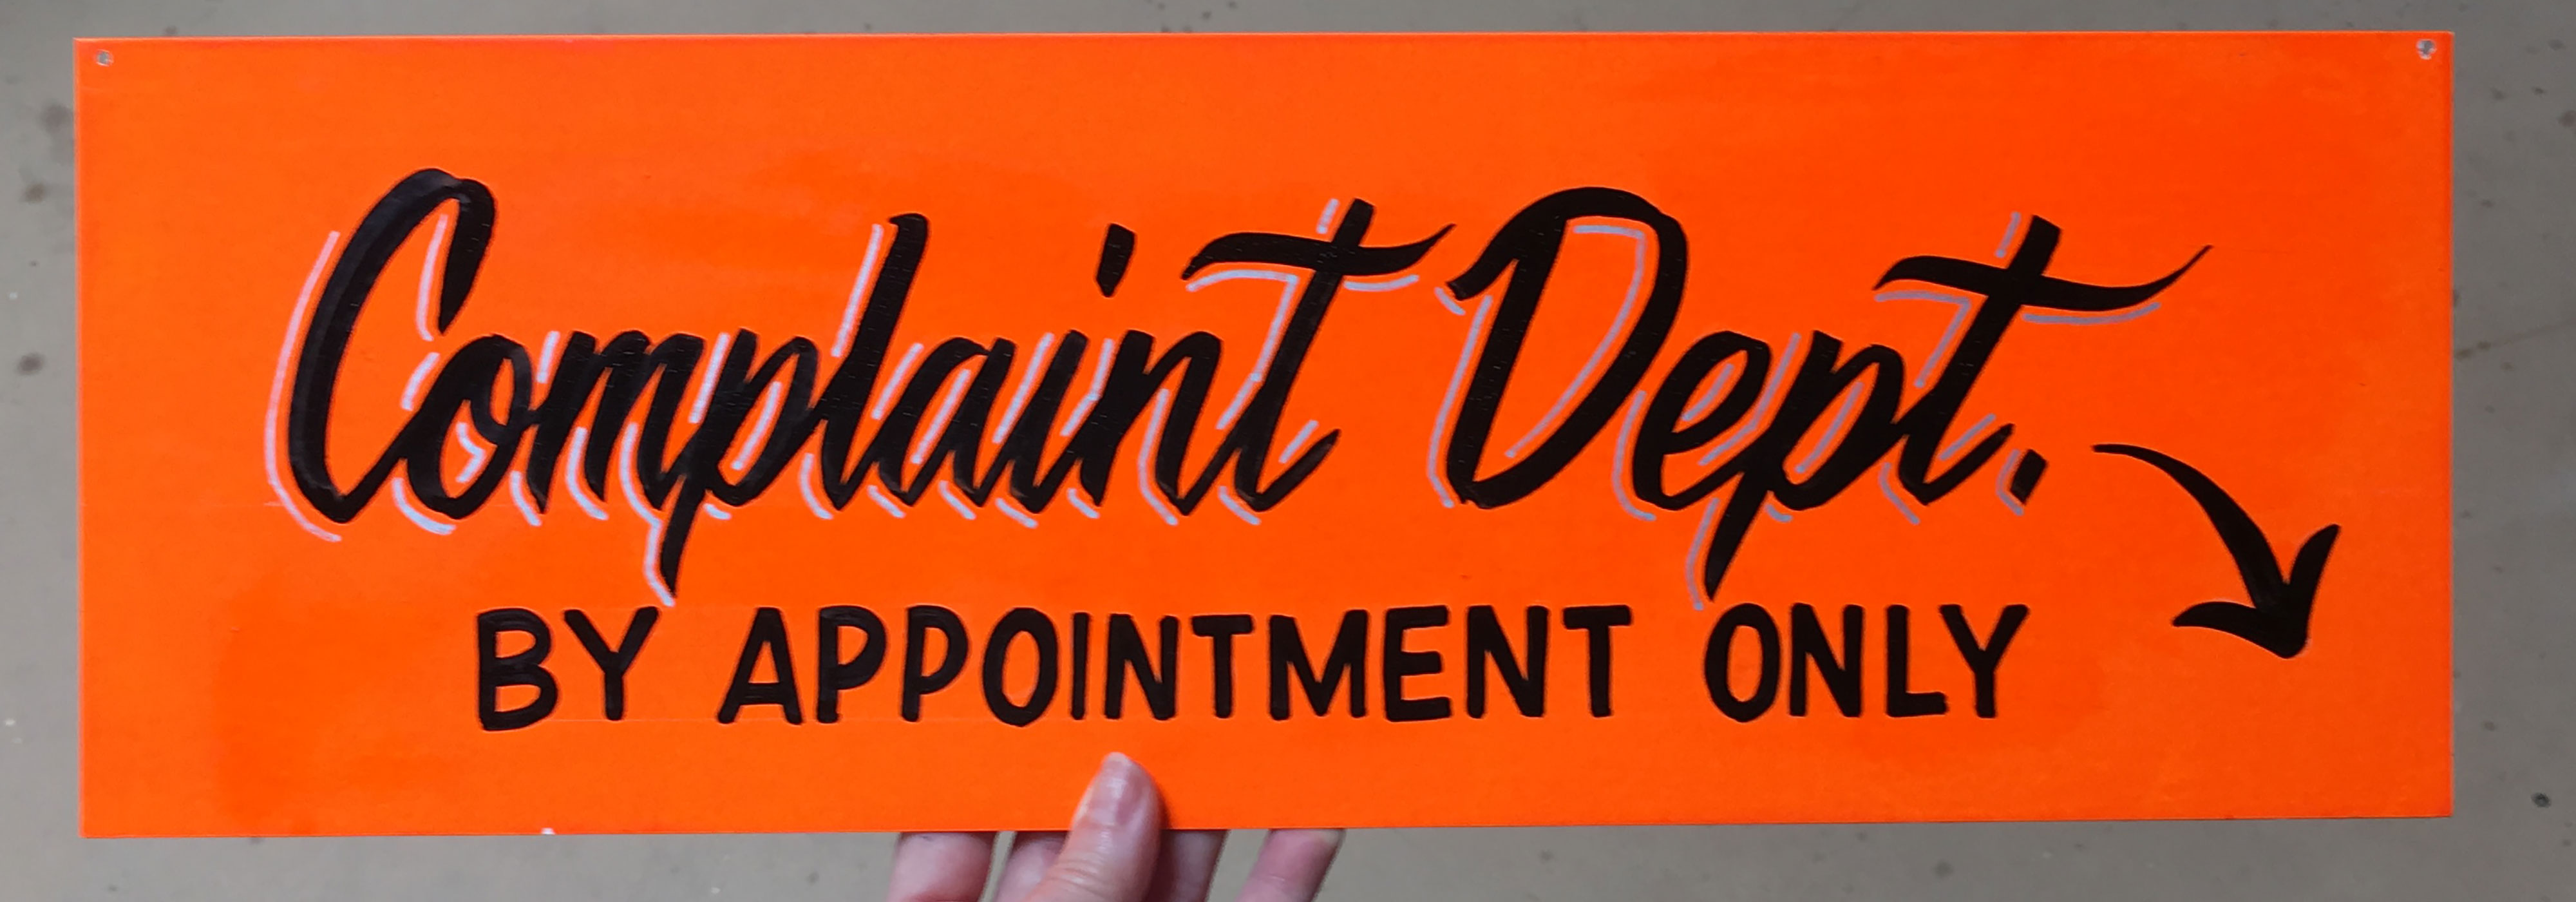 Complaint Dept.
BY APPOINTMENT ONLY